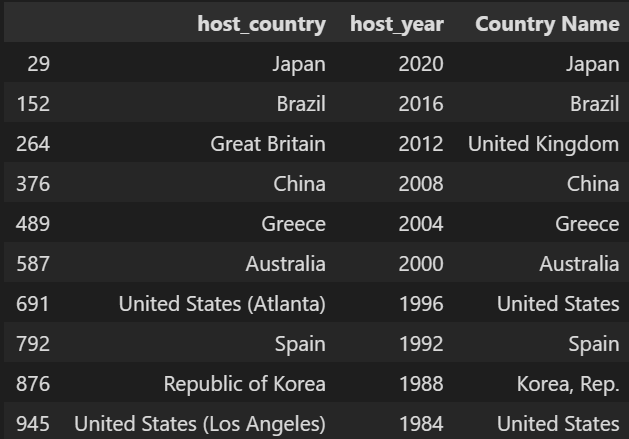 host_country host_year Country Name
29 Japan 2020 Japan
152 Brazil 2016 Brazil
264 Great Britain 2012 United Kingdom
376 China 2008 China
489 Greece 2004 Greece
587 Australia 2000 Australia
691 United States (Atlanta) 1996 United States
792 Spain 1992 Spain
876 Republic of Korea 1988 Korea, Rep.
945 United States (Los Angeles) 1984 United States